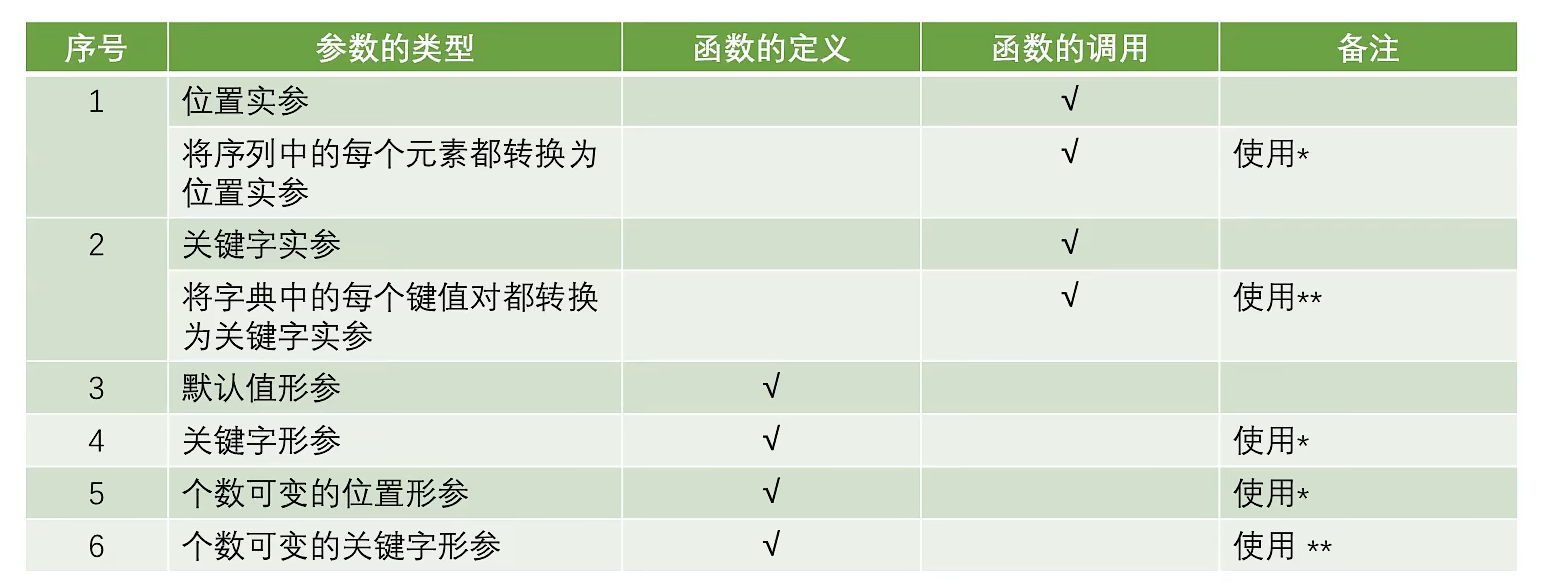 序号 参数的类型 函数的定义 函数的调用 备注
1 位置实参 √
将序列中的每个元素都转换为 √ 使用*
位置实参
2 关键字实参 √
将字典中的每个键值对都转换 √ 使用**
为关键字实参
3 默认值形参 √
4 关键字形参 √ 使用*
5 个数可变的位置形参 √ 使用*
6 个数可变的关键字形参 √ 使用 **